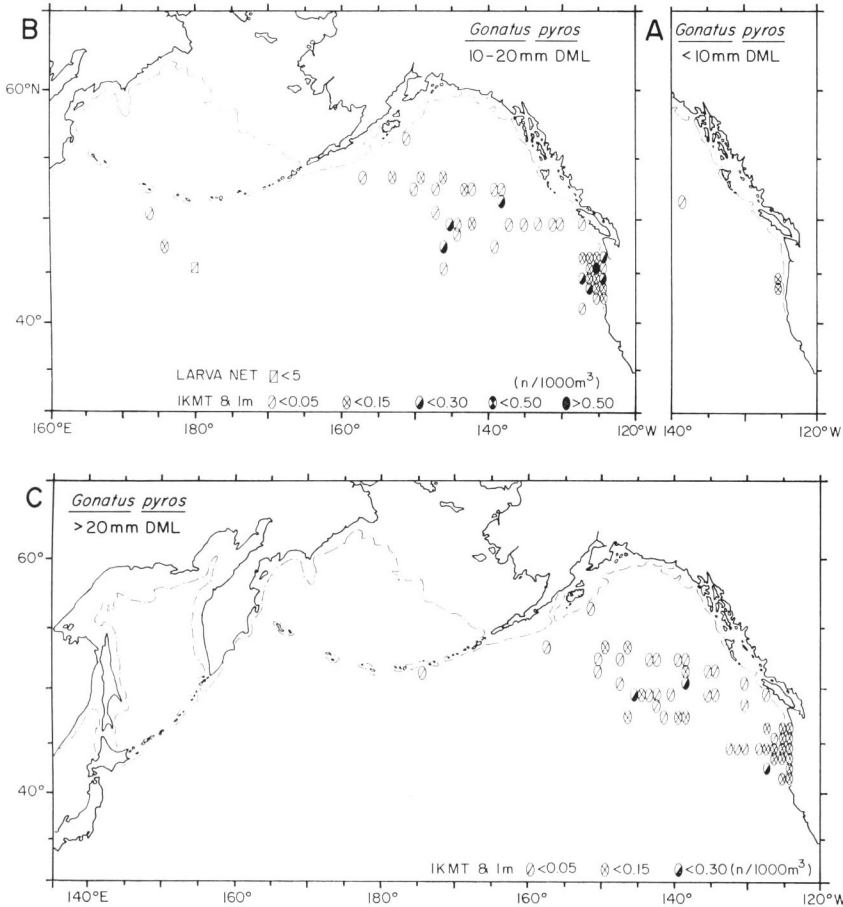 B
Gonatus pyros
10-20mm DML
A
Gonatus pyros
<10mm DML
60°N
40°
LARVA NET <5
(n/1000m³)
IKMT & 1m <0.05 <0.15 <0.30 <0.50 >0.50
160°E 180° 160° 140° 120°W
140° 120°W
C
Gonatus pyros
>20mm DML
60°
40°
IKMT & 1m <0.05 <0.15 <0.30 (n/1000m³)
140°E 160° 180° 160° 140° 120°W